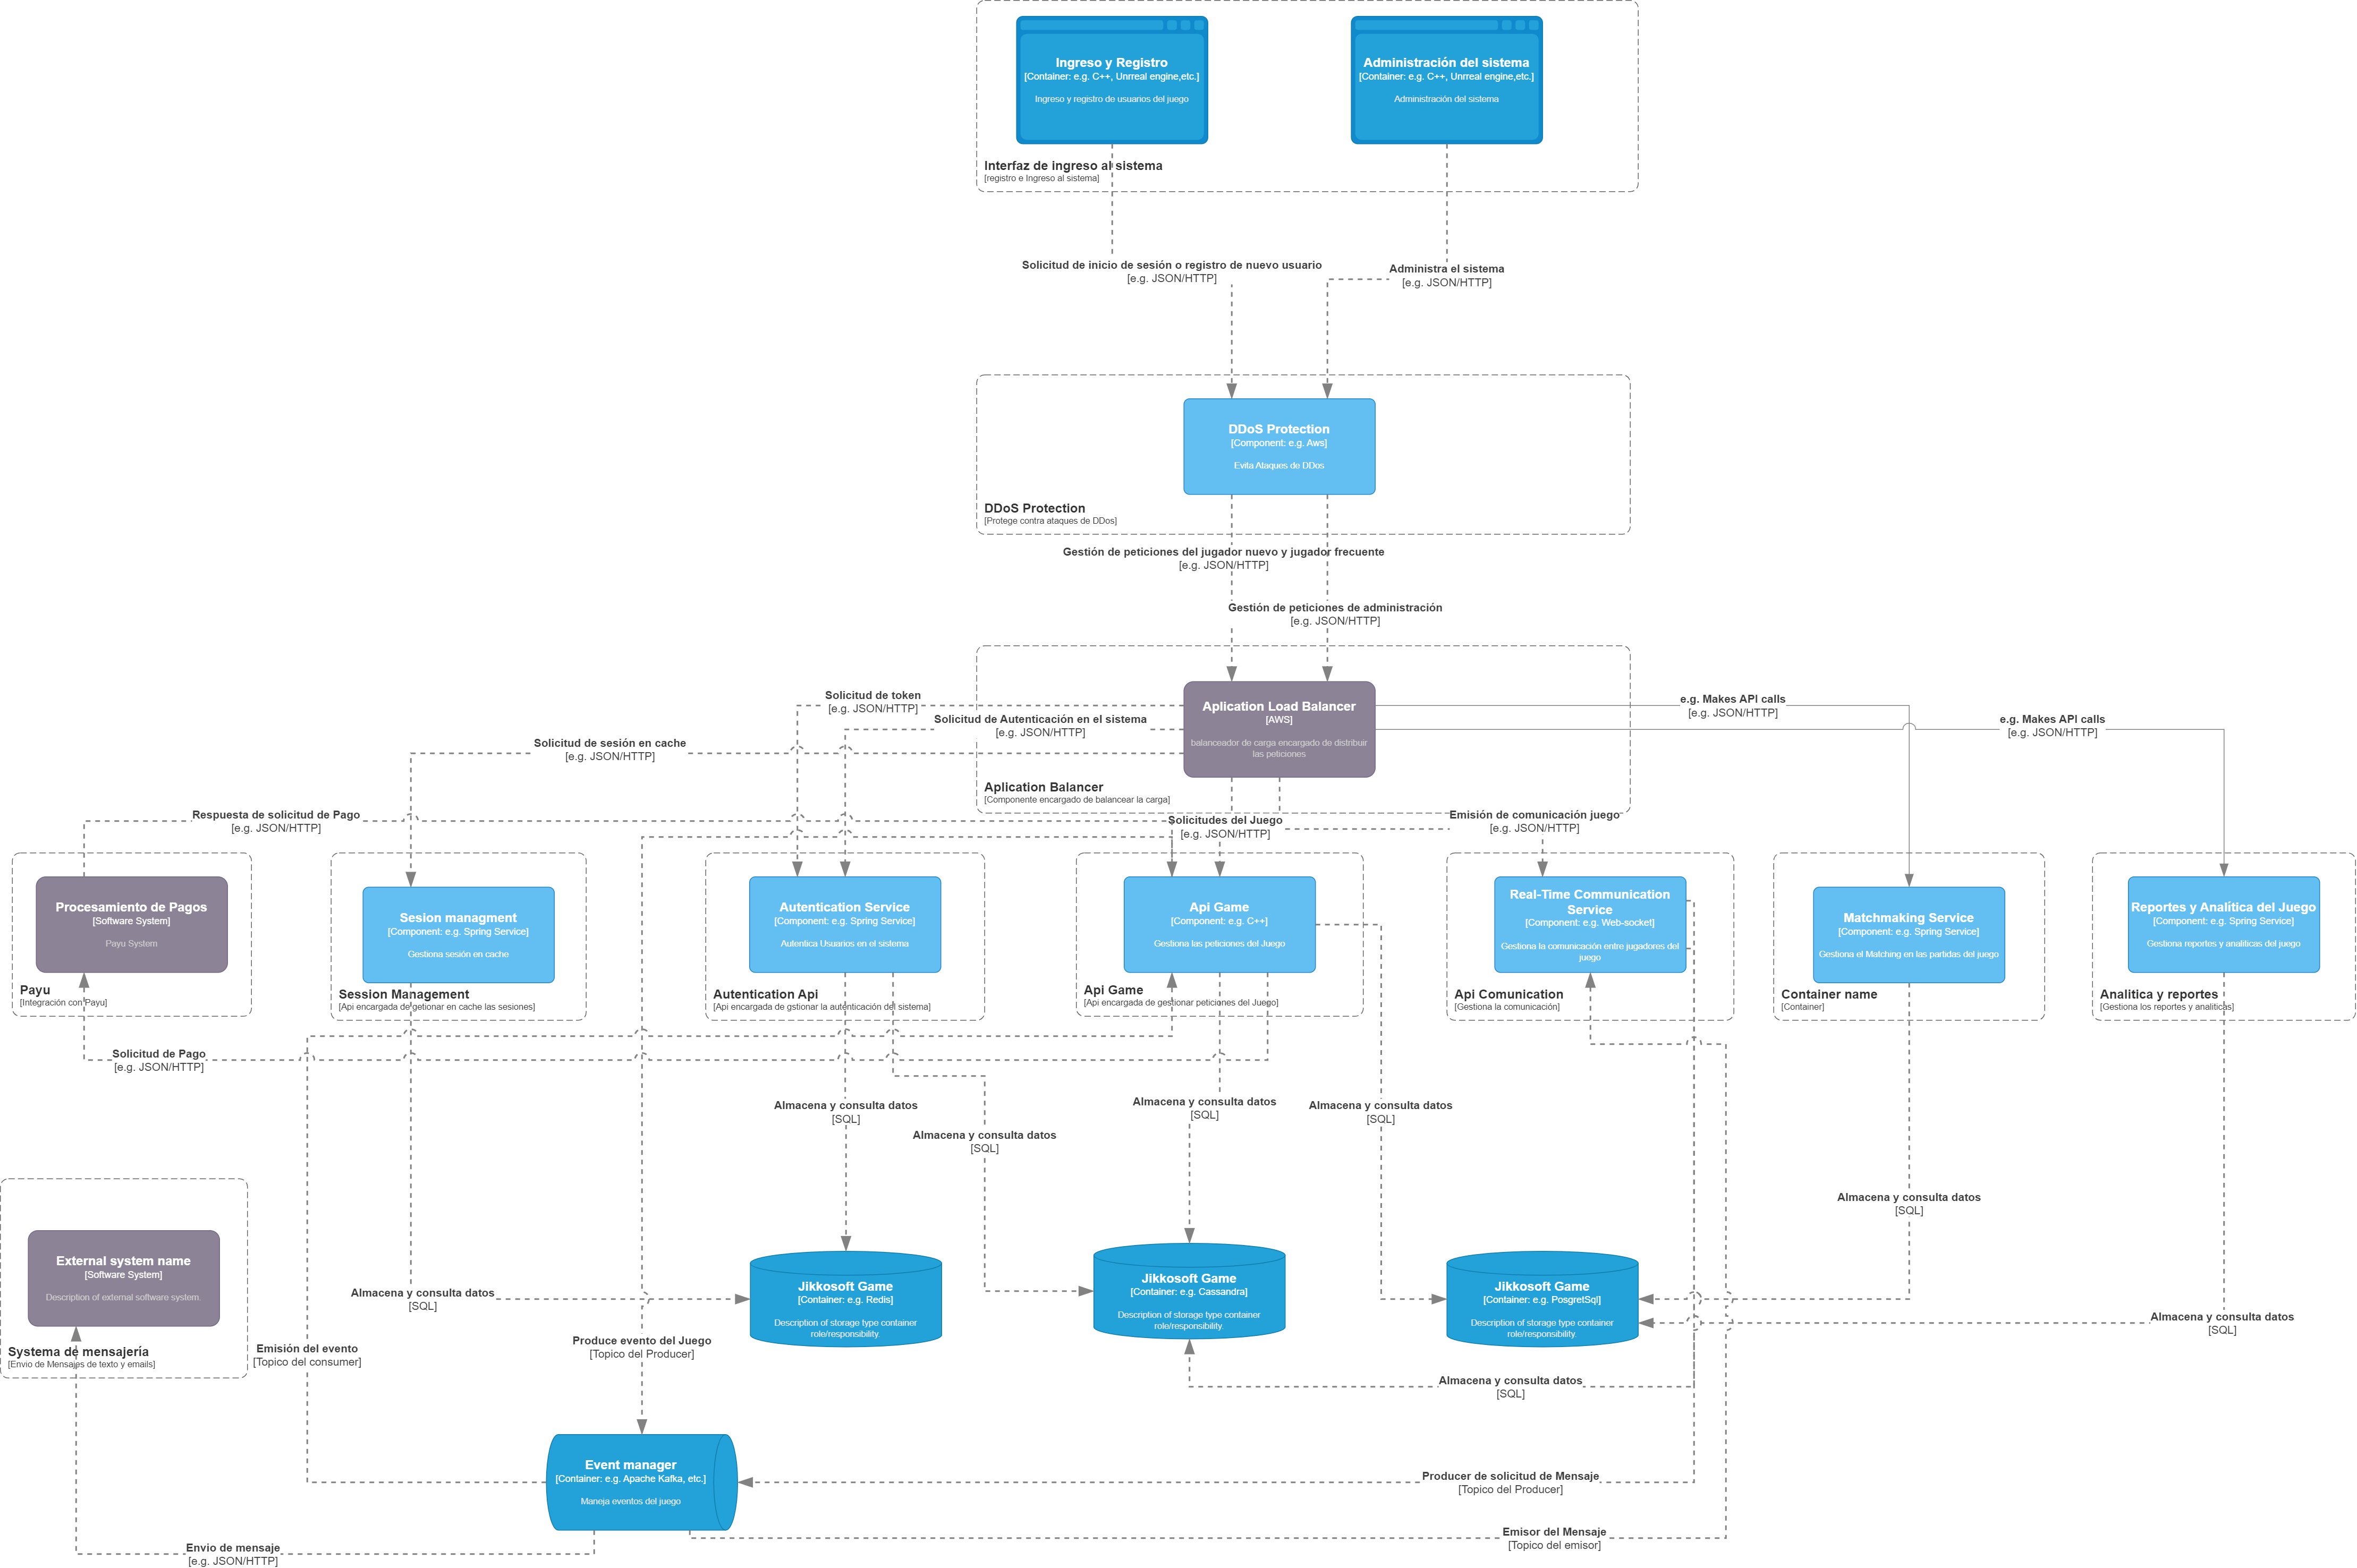 Ingreso y Registro
[Container: e.g. C++, Unrreal engine,etc.]
Ingreso y registro de usuarios del juego
Administración del sistema
[Container: e.g. C++, Unrreal engine,etc.]
Administración del sistema
Interfaz de ingreso al sistema
[registro e Ingreso al sistema]
Solicitud de inicio de sesión o registro de nuevo usuario
[e.g. JSON/HTTP]
Administra el sistema
[e.g. JSON/HTTP]
DDoS Protection
[Component: e.g. Aws]
Evita Ataques de DDos
DDoS Protection
[Protege contra ataques de DDos]
Gestión de peticiones del jugador nuevo y jugador frecuente
[e.g. JSON/HTTP]
Gestión de peticiones de administración
[e.g. JSON/HTTP]
Aplication Load Balancer
[AWS]
balanceador de carga encargado de distribuir
las peticiones
Aplication Balancer
[Componente encargado de balancear la carga]
Solicitud de token
[e.g. JSON/HTTP]
Solicitud de Autenticación en el sistema
[e.g. JSON/HTTP]
Solicitud de sesión en cache
[e.g. JSON/HTTP]
e.g. Makes API calls
[e.g. JSON/HTTP]
e.g. Makes API calls
[e.g. JSON/HTTP]
Respuesta de solicitud de Pago
[e.g. JSON/HTTP]
Solicitudes del Juego
[e.g. JSON/HTTP]
Emisión de comunicación juego
[e.g. JSON/HTTP]
Procesamiento de Pagos
[Software System]
Payu System
Payu
[Integración con Payu]
Sesion managment
[Component: e.g. Spring Service]
Gestiona sesión en cache
Session Management
[Api encargada de getionar en cache las sesiones]
Autentication Service
[Component: e.g. Spring Service]
Autentica Usuarios en el sistema
Autentication Api
[Api encargada de gstionar la autenticación del sistema]
Api Game
[Component: e.g. C++]
Gestiona las peticiones del Juego
Api Game
[Api encargada de gestionar peticiones del Juego]
Real-Time Communication
Service
[Component: e.g. Web-socket]
Gestiona la comunicación entre jugadores del
juego
Api Comunication
[Gestiona la comunicación]
Matchmaking Service
[Component: e.g. Spring Service]
Gestiona el Matching en las partidas del juego
Container name
[Container]
Reportes y Analítica del Juego
[Component: e.g. Spring Service]
Gestiona reportes y analiticas del juego
Analitica y reportes
[Gestiona los reportes y analiticas]
Solicitud de Pago
[e.g. JSON/HTTP]
Almacena y consulta datos
[SQL]
Almacena y consulta datos
[SQL]
Almacena y consulta datos
[SQL]
Almacena y consulta datos
[SQL]
Almacena y consulta datos
[SQL]
External system name
[Software System]
Description of external software system.
Systema de mensajería
[Envio de Mensajes de texto y emails]
Almacena y consulta datos
[SQL]
Jikkosoft Game
[Container: e.g. Redis]
Description of storage type container
role/responsibility.
Jikkosoft Game
[Container: e.g. Cassandra]
Description of storage type container
role/responsibility.
Jikkosoft Game
[Container: e.g. PosgretSql]
Description of storage type container
role/responsibility.
Almacena y consulta datos
[SQL]
Emisión del evento
[Topico del consumer]
Produce evento del Juego
[Topico del Producer]
Almacena y consulta datos
[SQL]
Event manager
[Container: e.g. Apache Kafka, etc.]
Maneja eventos del juego
Producer de solicitud de Mensaje
[Topico del Producer]
Emisor del Mensaje
[Topico del emisor]
Envio de mensaje
[e.g. JSON/HTTP]